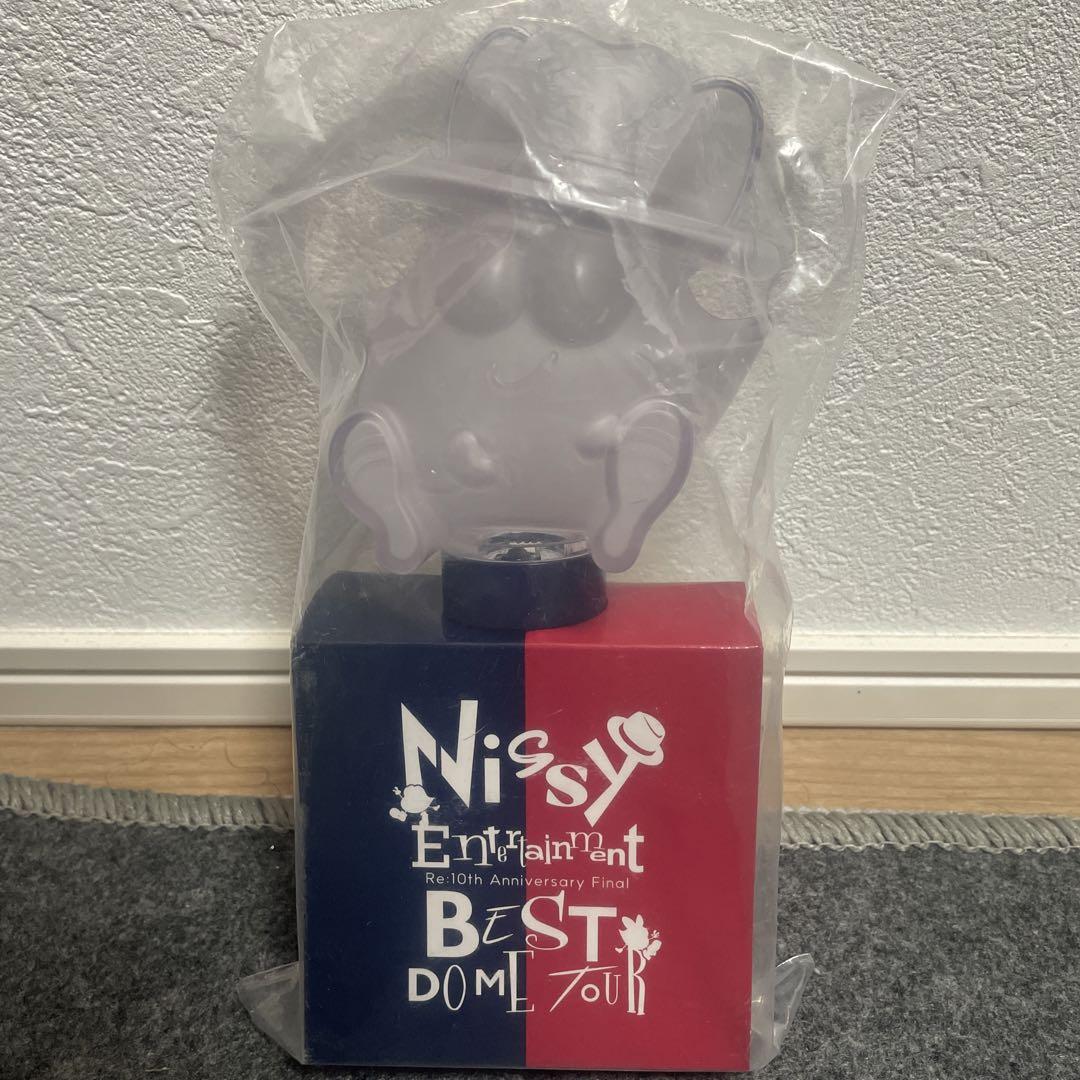 Nissy
Entertainment
Re:10th Anniversary Final
BEST
DOME TOUR